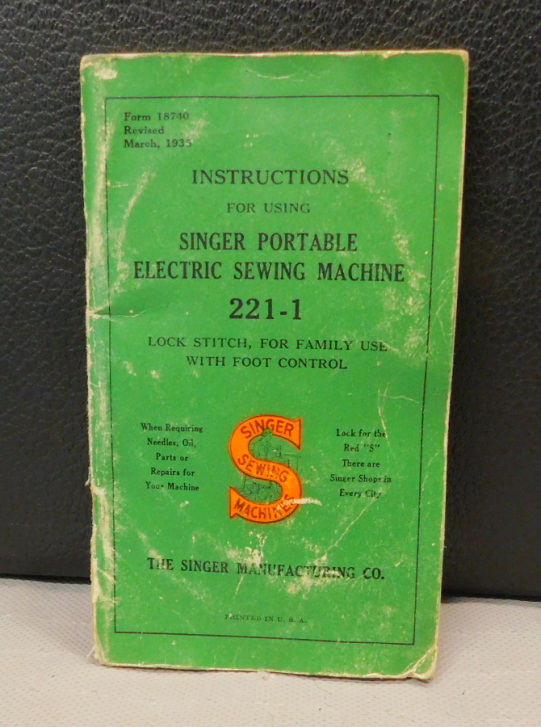 Form 18740
Revised
March, 1935
INSTRUCTIONS
FOR USING
SINGER PORTABLE
ELECTRIC SEWING MACHINE
221-1
LOCK STITCH, FOR FAMILY USE
WITH FOOT CONTROL
When Requiring
Needles, Oil,
Parts or
Repairs for
Your Machine
SINGER
SEWING
MACHINES
Look for the
Red "S"
There are
Singer Shops in
Every City
THE SINGER MANUFACTURING CO.
PRINTED IN U. S. A.